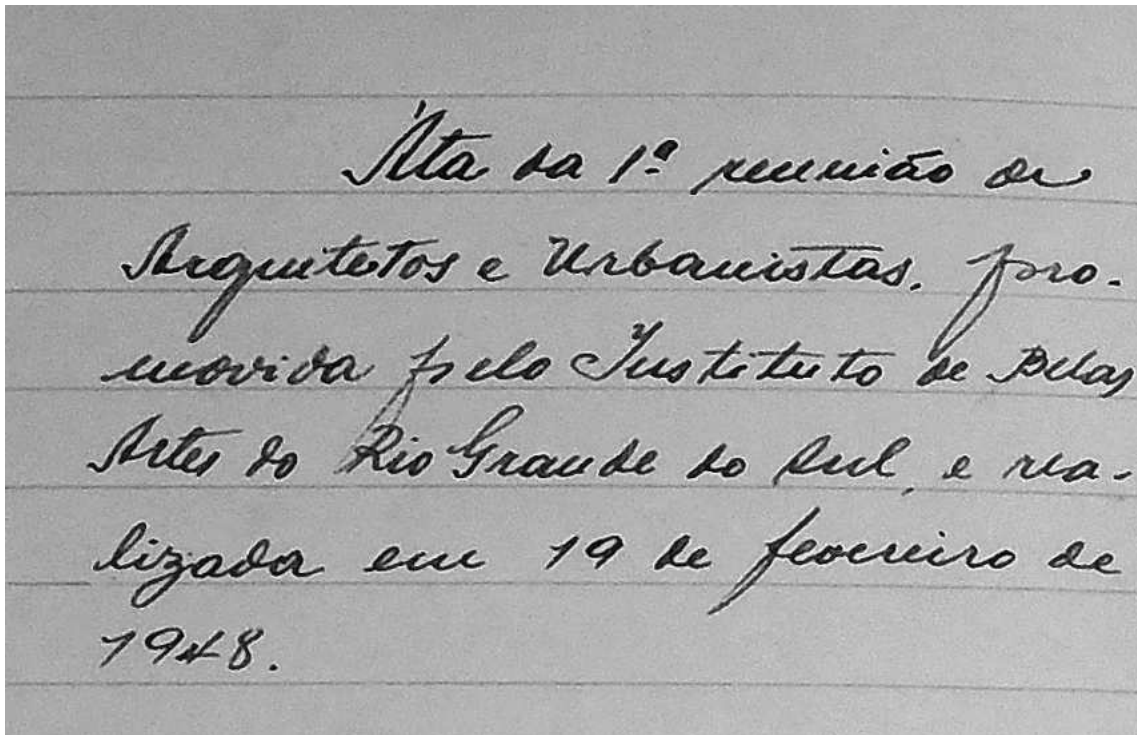 Áta da 1ª reunião de
Arquitetos e Urbanistas, pro-
movida pelo Instituto de Belas
Artes do Rio Grande do Sul, e rea-
lizada em 19 de fevereiro de
1948.